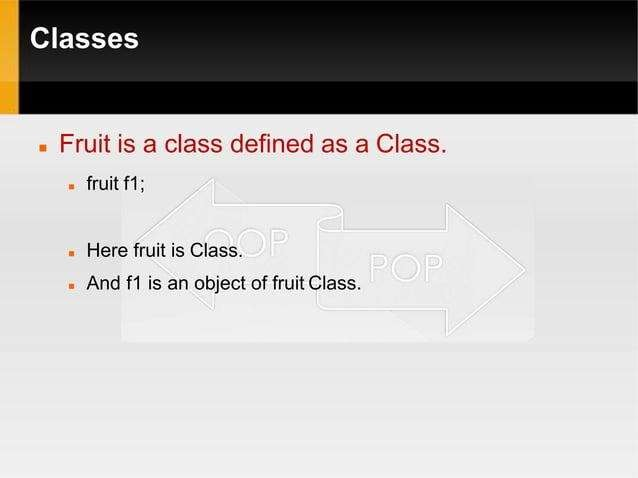 Classes
Fruit is a class defined as a Class.
fruit f1;
Here fruit is Class.
And f1 is an object of fruit Class.
OOP
POP